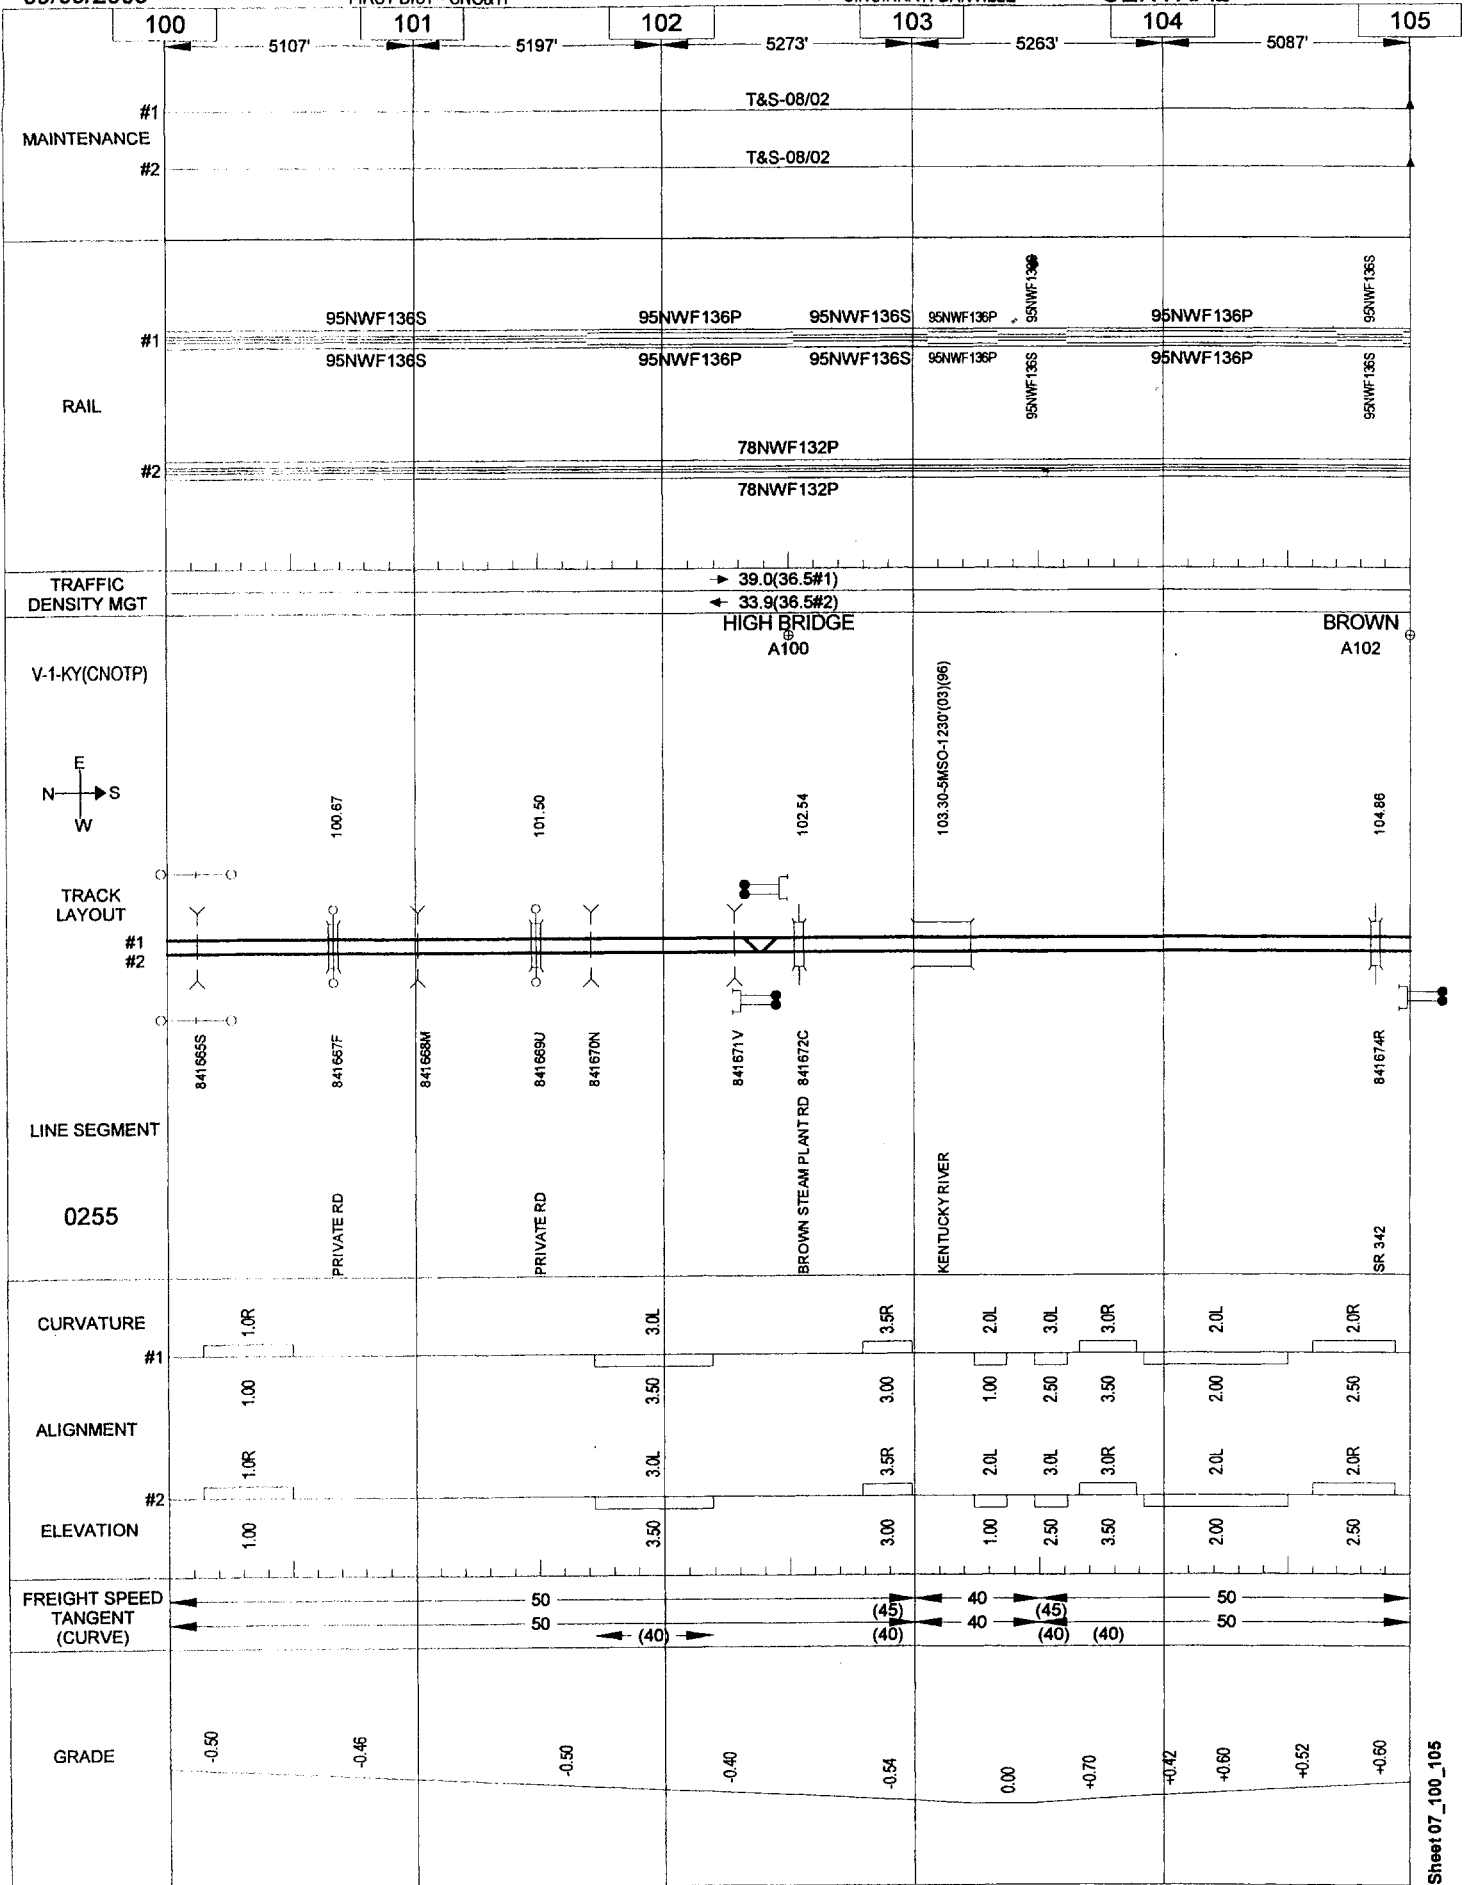 100 101 102 103 104 105
5107' 5197' 5273' 5263' 5087'
#1 T&S-08/02
MAINTENANCE
#2 T&S-08/02
95NWF136S 95NWF136S
95NWF136S 95NWF136P 95NWF136S 95NWF136P 95NWF136P
#1
95NWF136S 95NWF136P 95NWF136S 95NWF136P 95NWF136P
95NWF136S 95NWF136S
RAIL
78NWF132P
#2
78NWF132P
TRAFFIC
DENSITY MGT
39.0(36.5#1)
33.9(36.5#2)
HIGH BRIDGE BROWN
A100 A102
V-1-KY(CNOTP)
103.30-5MSO-1230'(03)(96)
E
N S
W
100.67 101.50 102.54 104.86
TRACK
LAYOUT
#1
#2
841665S 841667F 841668M 841669U 841670N 841671V 841672C 841674R
LINE SEGMENT
0255
PRIVATE RD PRIVATE RD BROWN STEAM PLANT RD KENTUCKY RIVER SR 342
CURVATURE 1.0R 3.0L 3.5R 2.0L 3.0L 3.0R 2.0L 2.0R
#1
1.00 3.50 3.00 1.00 2.50 3.50 2.00 2.50
ALIGNMENT
1.0R 3.0L 3.5R 2.0L 3.0L 3.0R 2.0L 2.0R
#2
ELEVATION 1.00 3.50 3.00 1.00 2.50 3.50 2.00 2.50
FREIGHT SPEED
TANGENT
(CURVE)
50 40 50
(45) (45)
50 40 50
(40) (40) (40) (40)
GRADE -0.50 -0.46 -0.50 -0.40 -0.54 0.00 +0.70 +0.42 +0.60 +0.52 +0.60
Sheet 07_100_105